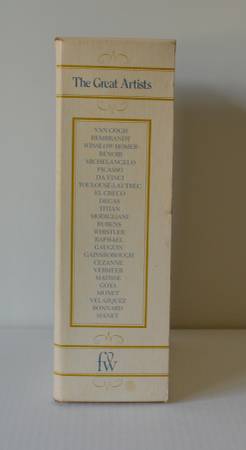 The Great Artists
VAN GOGH
REMBRANDT
WINSLOW HOMER
RENOIR
MICHELANGELO
PICASSO
DA VINCI
TOULOUSE-LAUTREC
EL GRECO
DEGAS
TITIAN
MODIGLIANI
RUBENS
WHISTLER
RAPHAEL
GAUGUIN
GAINSBOROUGH
CEZANNE
VERMEER
MATISSE
GOYA
MONET
VELAZQUEZ
BONNARD
MANET
fw